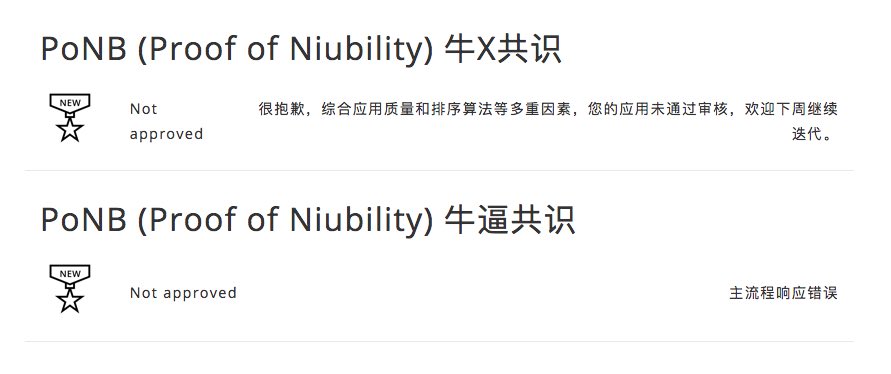 PoNB (Proof of Niubility) 牛X共识
NEW
Not
approved
很抱歉，综合应用质量和排序算法等多重因素，您的应用未通过审核，欢迎下周继续
迭代。
PoNB (Proof of Niubility) 牛逼共识
NEW
Not approved
主流程响应错误